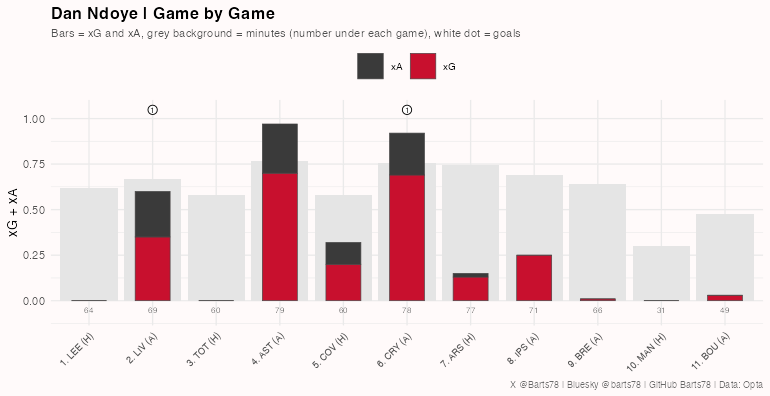 Dan Ndoye | Game by Game
Bars = xG and xA, grey background = minutes (number under each game), white dot = goals
xA xG
1 1
xG + xA
1.00
0.75
0.50
0.25
0.00
64 69 60 79 60 78 77 71 66 31 49
1. LEE (H) 2. LIV (A) 3. TOT (H) 4. AST (A) 5. COV (H) 6. CRY (A) 7. ARS (H) 8. IPS (A) 9. BRE (A) 10. MAN (H) 11. BOU (A)
X @Barts78 | Bluesky @barts78 | GitHub Barts78 | Data: Opta